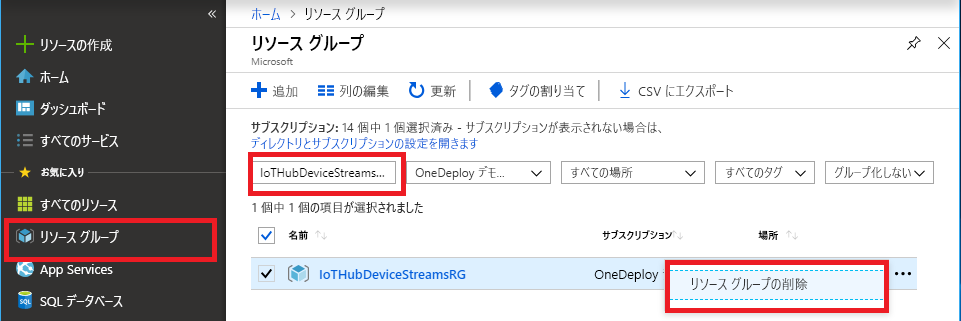 «
リソースの作成
ホーム
ダッシュボード
すべてのサービス
お気に入り
すべてのリソース
リソース グループ
App Services
SQL データベース
ホーム > リソース グループ
リソース グループ
Microsoft
追加 列の編集 更新 タグの割り当て CSV にエクスポート
サブスクリプション: 14 個中 1 個選択済み - サブスクリプションが表示されない場合は、
ディレクトリとサブスクリプションの設定を開きます
IoTHubDeviceStreams... OneDeploy デモ... すべての場所 すべてのタグ グループ化しない
1 個中 1 個の項目が選択されました
名前 サブスクリプション 場所
IoTHubDeviceStreamsRG OneDeploy リソース グループの削除 •••